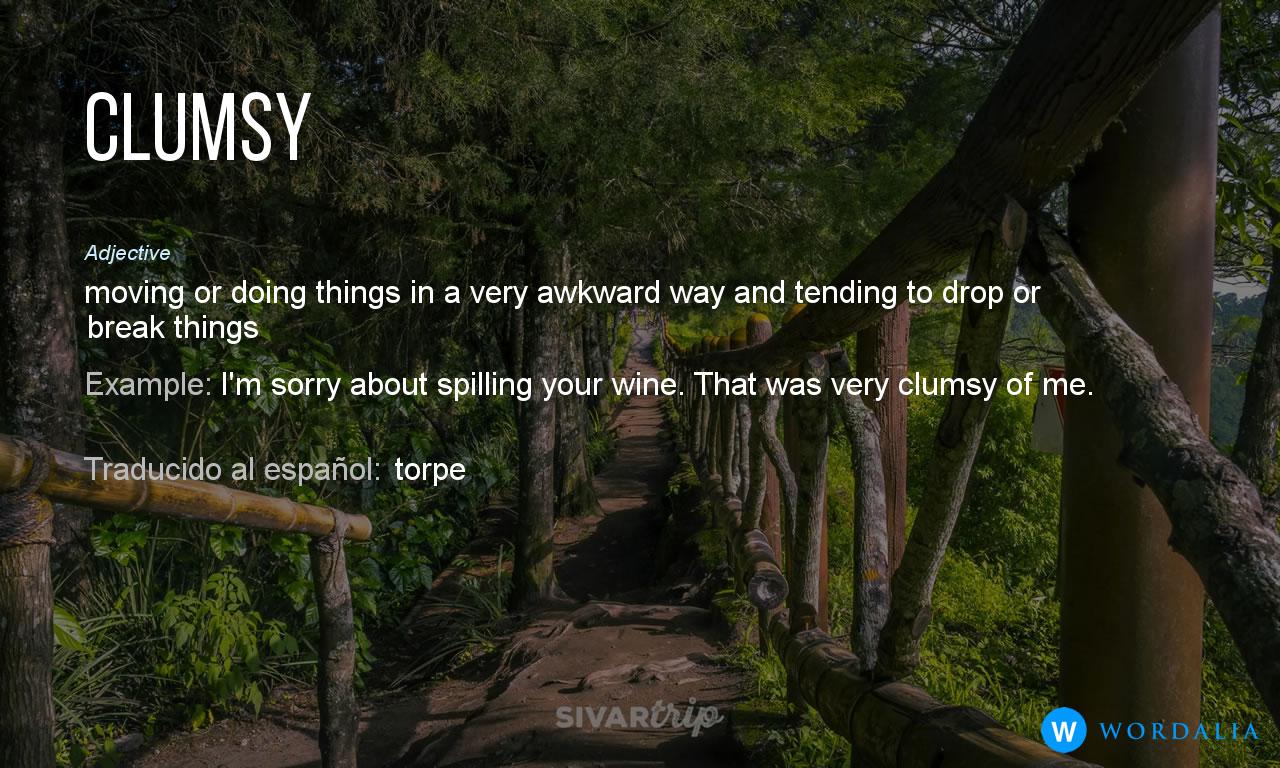 CLUMSY
Adjective
moving or doing things in a very awkward way and tending to drop or
break things
Example: I'm sorry about spilling your wine. That was very clumsy of me.
Traducido al español: torpe
SIVARtrip
W WORDALIA